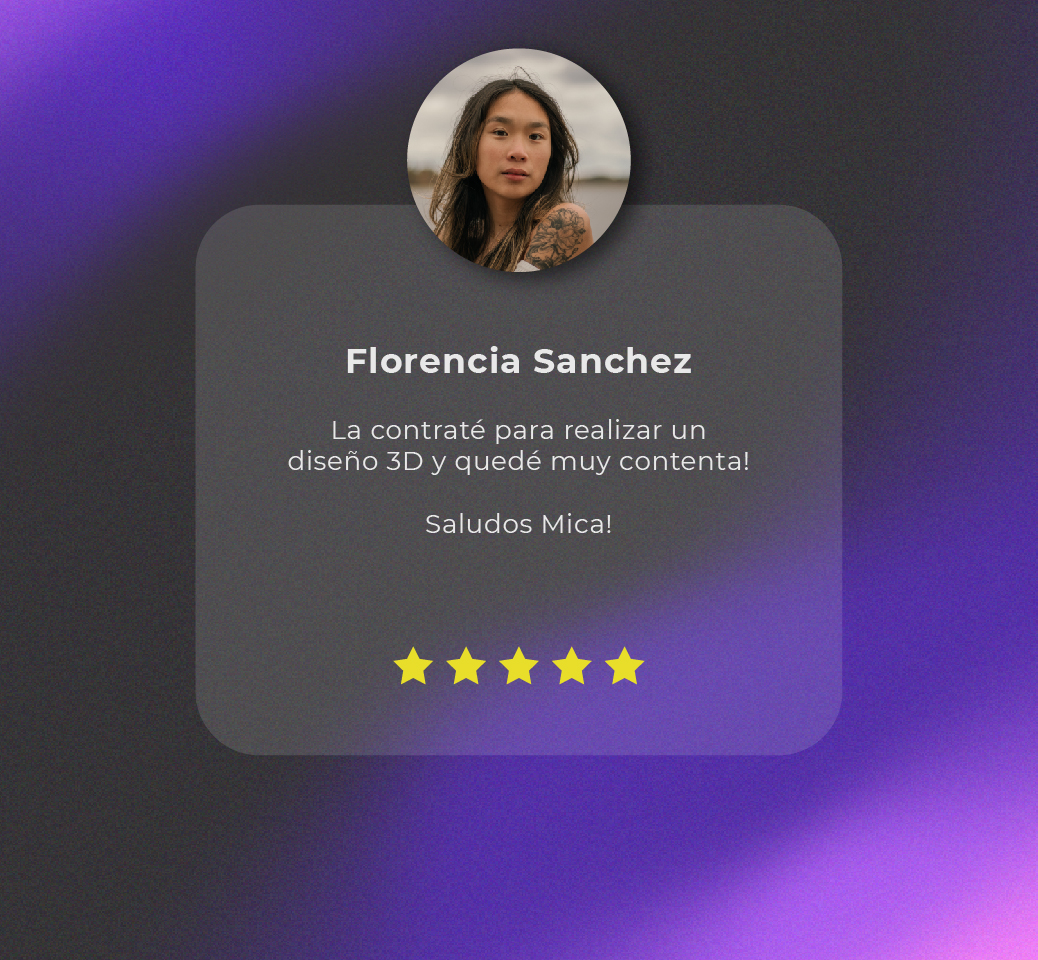 Florencia Sanchez
La contraté para realizar un
diseño 3D y quedé muy contenta!
Saludos Mica!